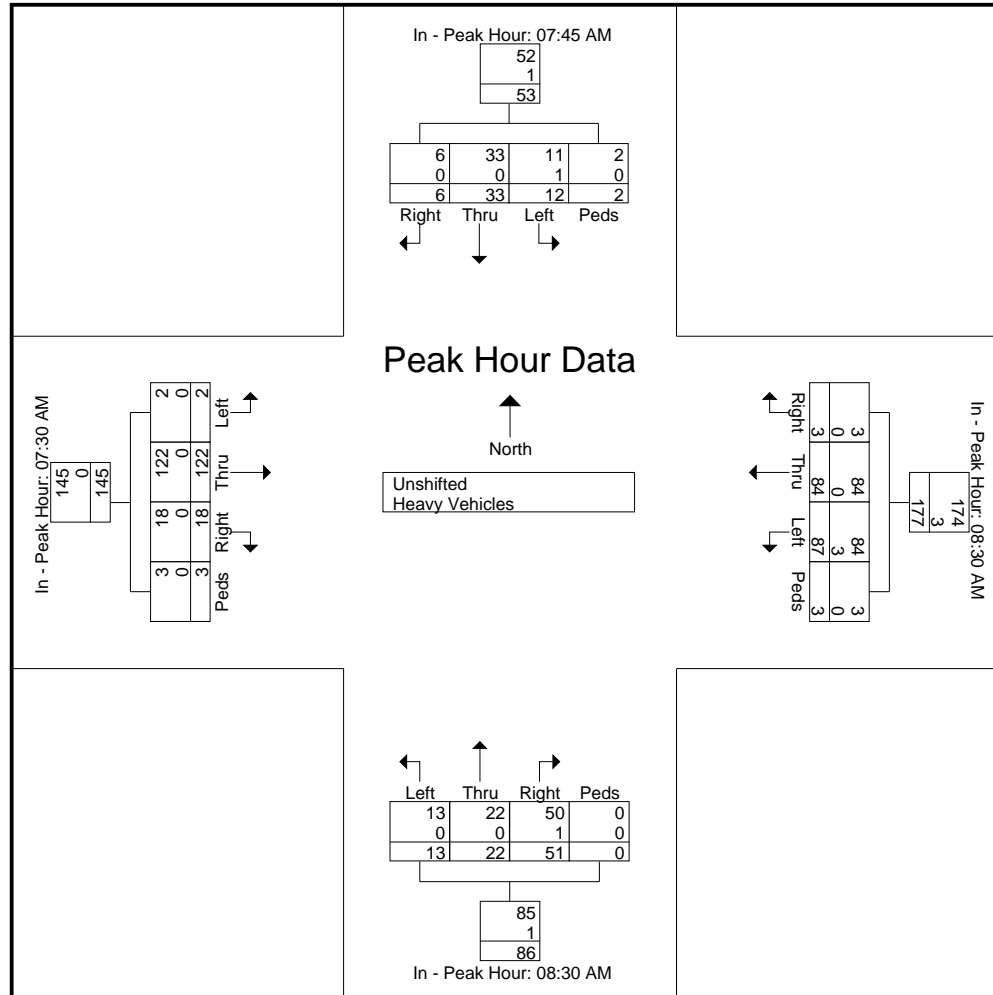 In - Peak Hour: 07:45 AM
52
1
53
6 33 11 2
0 0 1 0
6 33 12 2
Right Thru Left Peds
Peak Hour Data
North
Unshifted
Heavy Vehicles
In - Peak Hour: 07:30 AM
145
0
145
2 0 2 Left
122 0 122 Thru
18 0 18 Right
3 0 3 Peds
Right 3 0 3
Thru 84 0 84
Left 87 3 84
Peds 3 0 3
174
3
177
In - Peak Hour: 08:30 AM
Left Thru Right Peds
13 22 50 0
0 0 1 0
13 22 51 0
85
1
86
In - Peak Hour: 08:30 AM